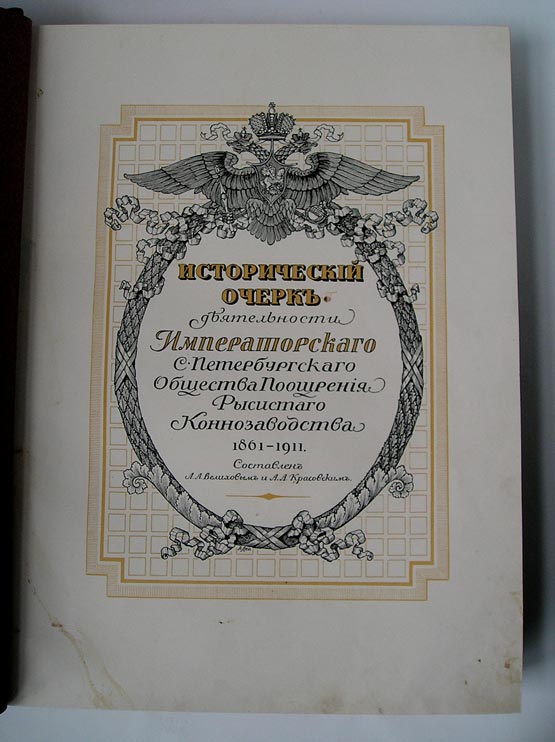 ИСТОРИЧЕСКІЙ
ОЧЕРКЪ
дѣятельности
Императорскаго
С.-Петербургскаго
Общества Поощренія
Рысистаго
Коннозаводства
1861-1911.
Составленъ
Л.А. Велиховымъ и А.А. Красовскимъ.